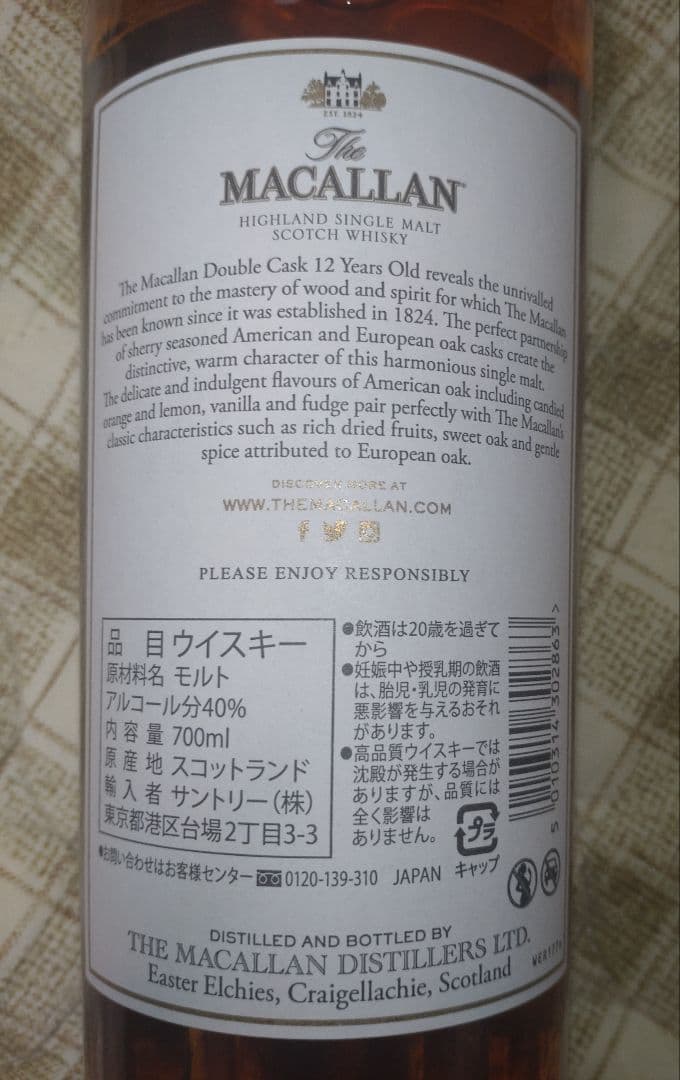 EST. 1824
The
MACALLAN
HIGHLAND SINGLE MALT
SCOTCH WHISKY
The Macallan Double Cask 12 Years Old reveals the unrivalled
commitment to the mastery of wood and spirit for which The Macallan
has been known since it was established in 1824. The perfect partnership
of sherry seasoned American and European oak casks create the
distinctive, warm character of this harmonious single malt.
The delicate and indulgent flavours of American oak including candied
orange and lemon, vanilla and fudge pair perfectly with The Macallan's
classic characteristics such as rich dried fruits, sweet oak and gentle
spice attributed to European oak.
DISCOVER MORE AT
WWW.THEMACALLAN.COM
PLEASE ENJOY RESPONSIBLY
品 目 ウイスキー
原材料名 モルト
アルコール分40%
内容量 700ml
原産地 スコットランド
輸入者 サントリー(株)
東京都港区台場2丁目3-3
●飲酒は20歳を過ぎて
から
●妊娠中や授乳期の飲酒
は、胎児・乳児の発育に
悪影響を与えるおそれ
があります。
●高品質ウイスキーでは
沈殿が発生する場合が
ありますが、品質には
全く影響は
ありません。
プラ
キャップ
5 010314 302863 >
●お問い合わせはお客様センター 0120-139-310 JAPAN
DISTILLED AND BOTTLED BY
THE MACALLAN DISTILLERS LTD.
Easter Elchies, Craigellachie, Scotland